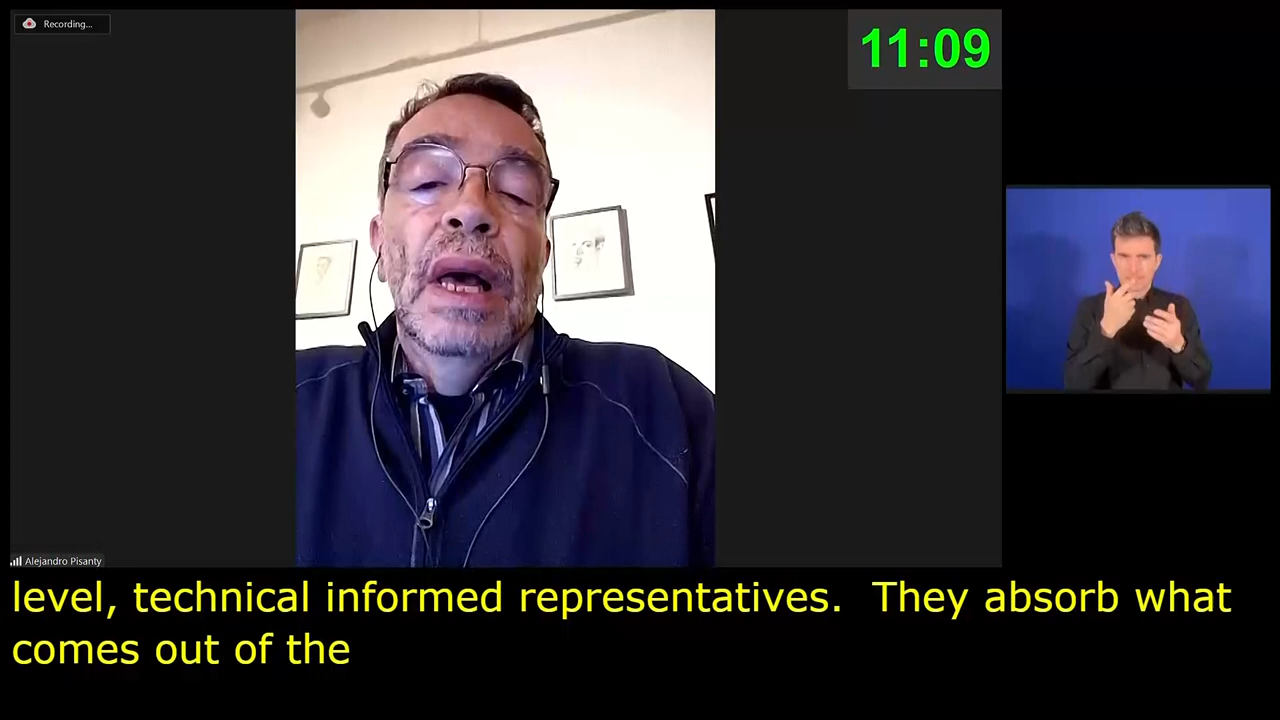 Recording...
11:09
Alejandro Pisanty
level, technical informed representatives.  They absorb what
comes out of the